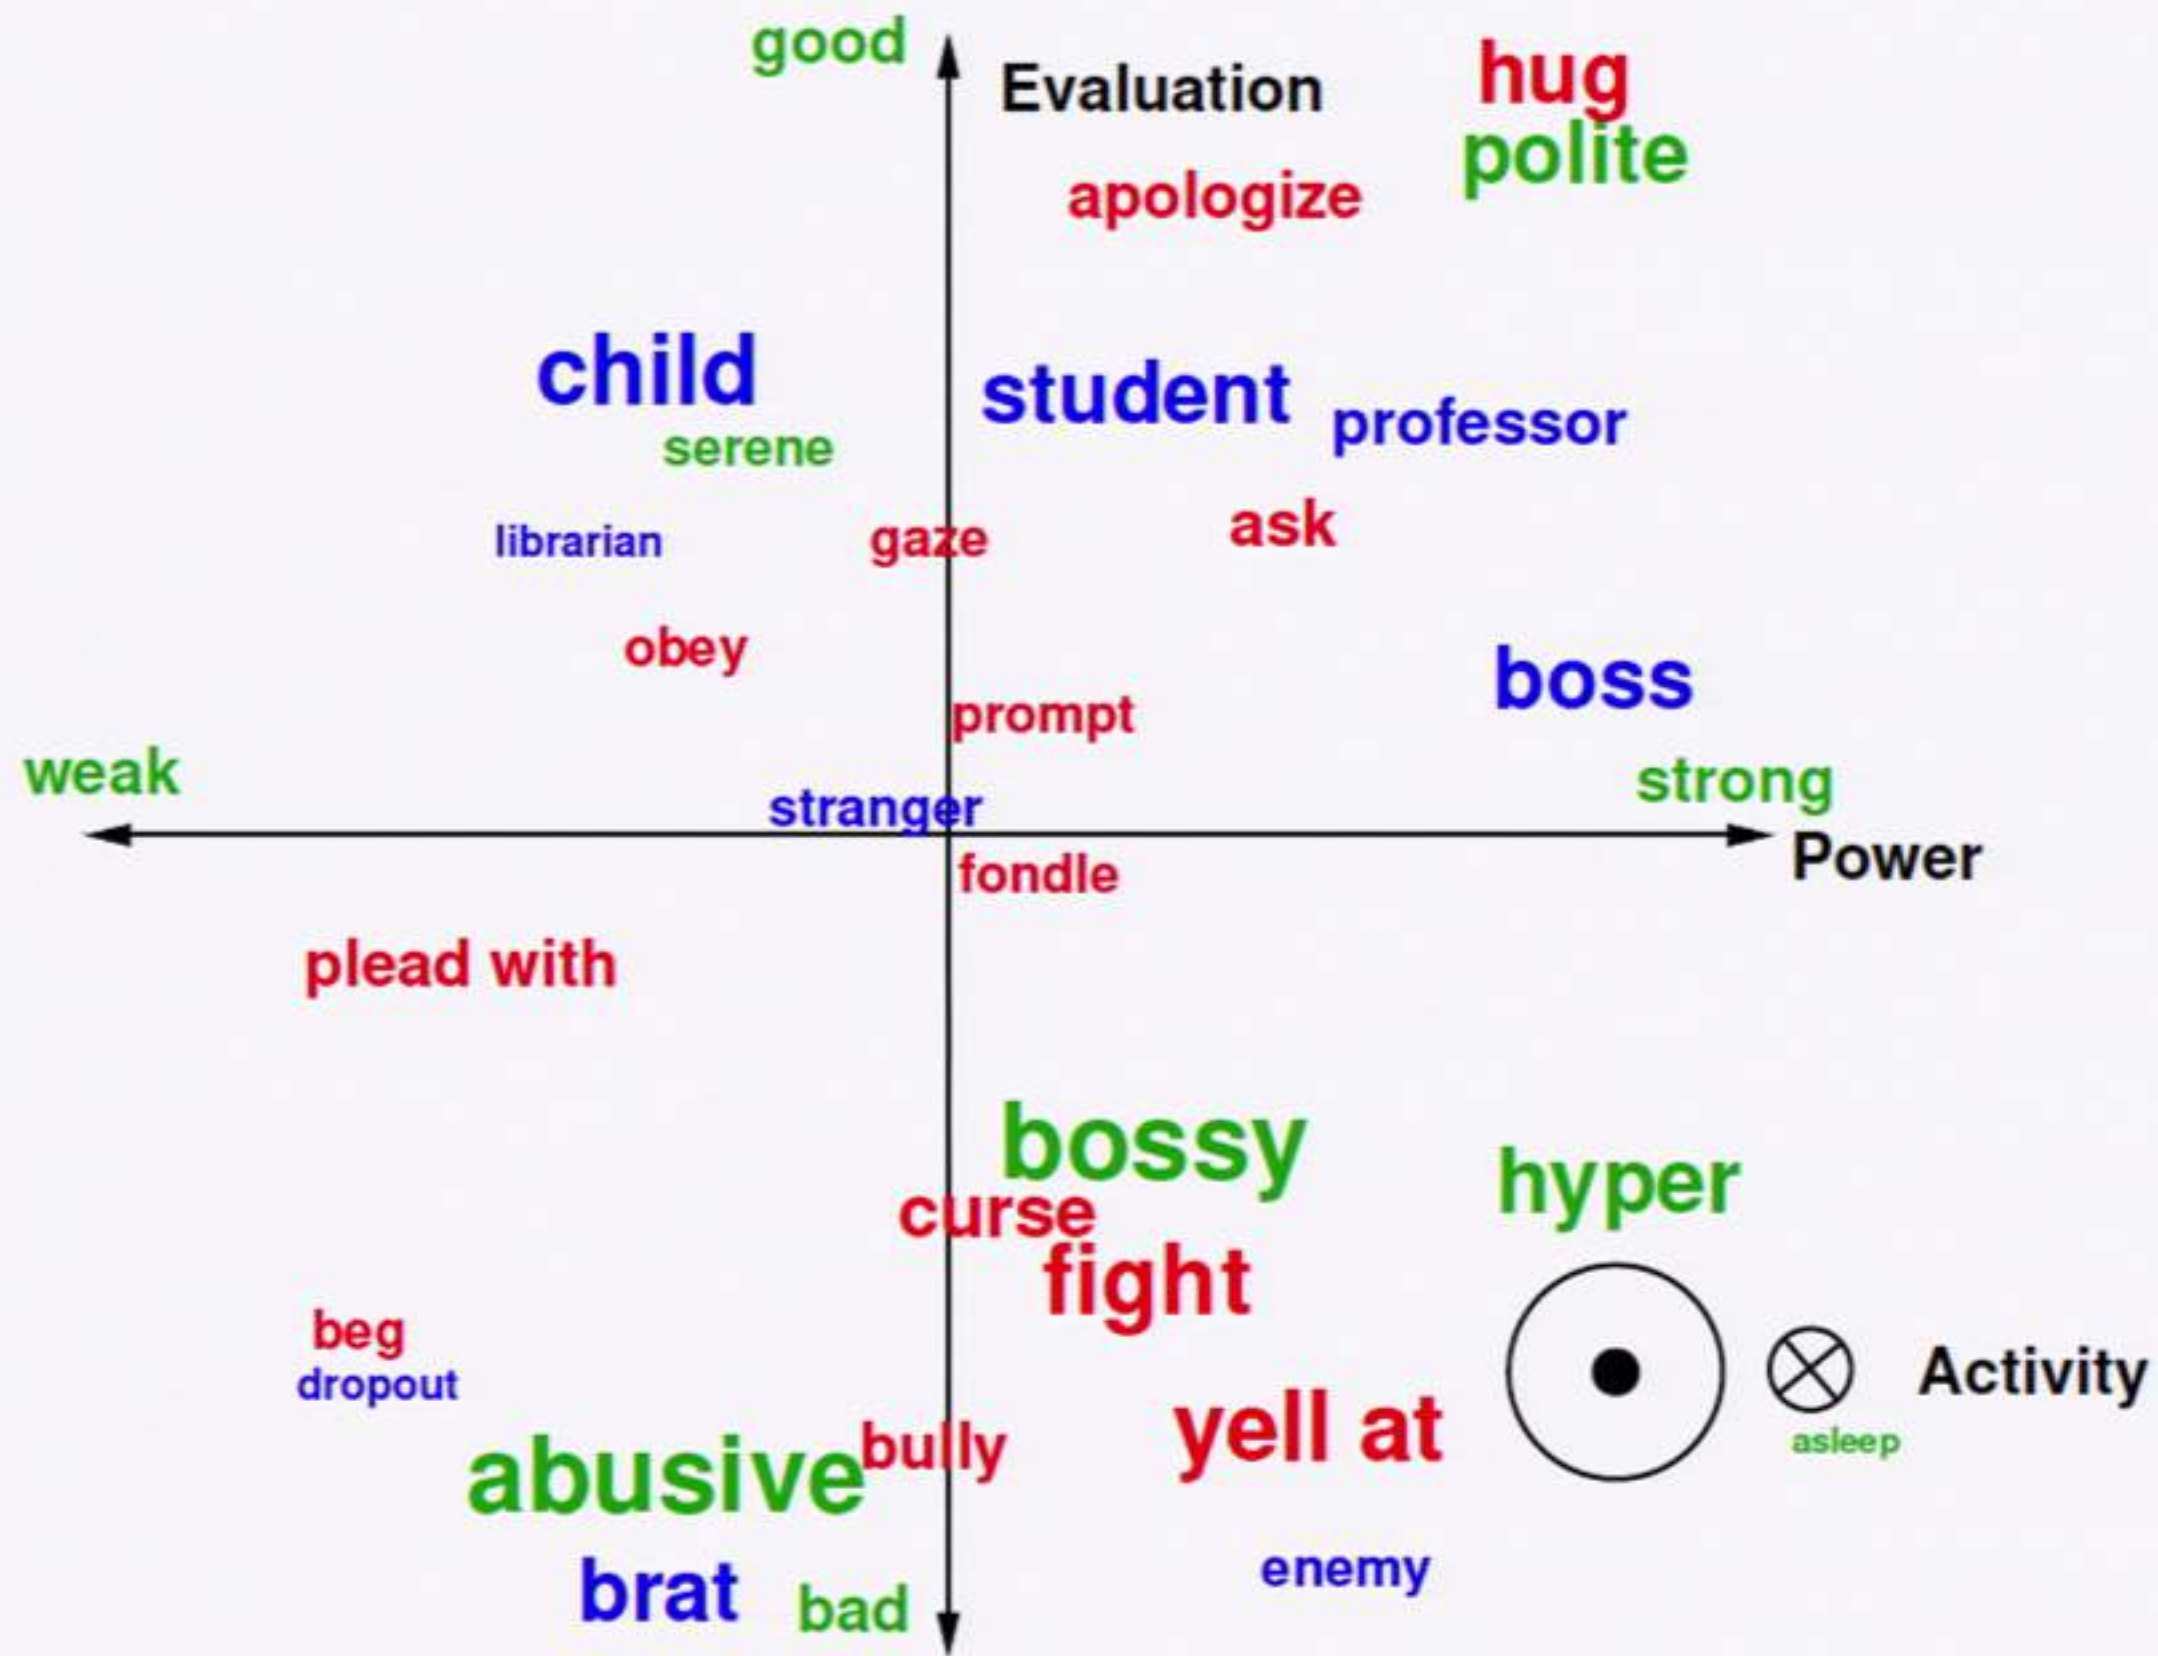 good
Evaluation
hug
polite
apologize
child
student
professor
serene
librarian
gaze
ask
obey
boss
prompt
weak
strong
stranger
Power
fondle
plead with
bossy
hyper
curse
fight
beg
dropout
Activity
yell at
asleep
bully
abusive
enemy
brat
bad